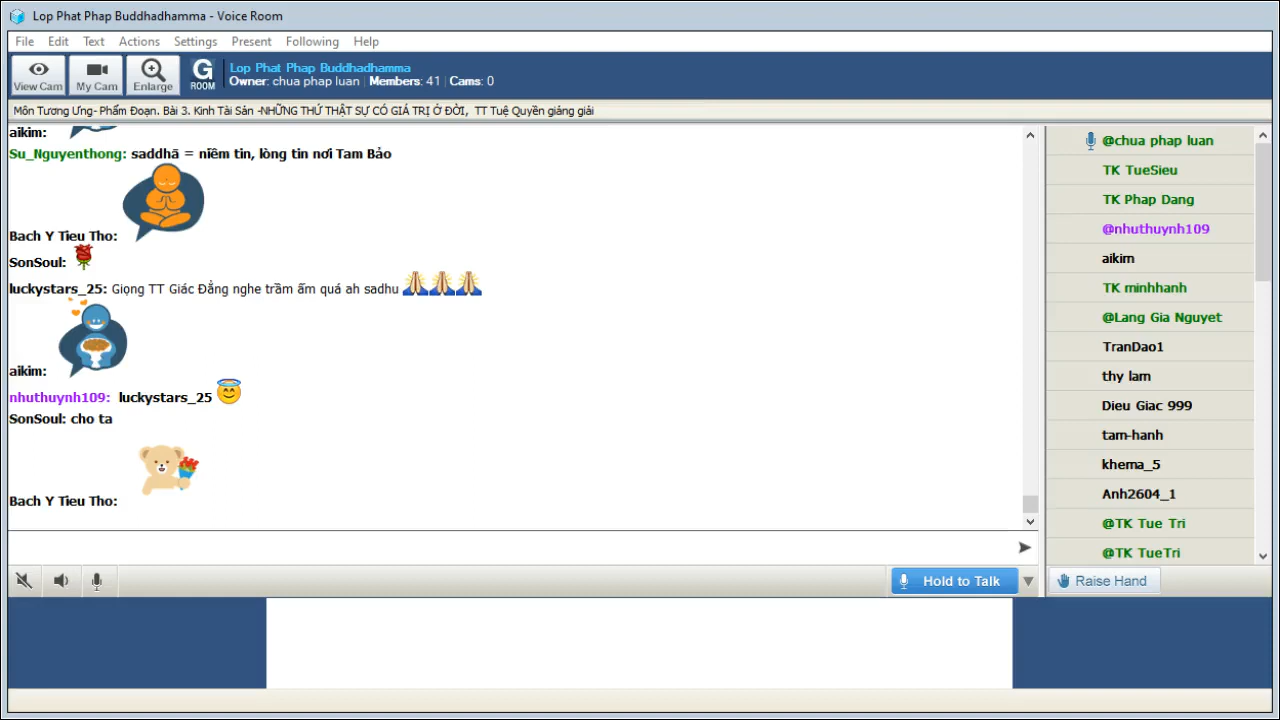 Lop Phat Phap Buddhadhamma - Voice Room
File Edit Text Actions Settings Present Following Help
View Cam My Cam Enlarge G ROOM
Lop Phat Phap Buddhadhamma
Owner: chua phap luan | Members: 41 | Cams: 0
Môn Tương Ưng- Phẩm Đoạn. Bài 3. Kinh Tài Sản -NHỮNG THỨ THẬT SỰ CÓ GIÁ TRỊ Ở ĐỜI, TT Tuệ Quyền giảng giải
aikim:
Su_Nguyenthong: saddhā = niềm tin, lòng tin nơi Tam Bảo
Bach Y Tieu Tho:
SonSoul:
luckystars_25: Giọng TT Giác Đẳng nghe trầm ấm quá ah sadhu
aikim:
nhuthuynh109: luckystars_25
SonSoul: cho ta
Bach Y Tieu Tho:
Hold to Talk
@chua phap luan
TK TueSieu
TK Phap Dang
@nhuthuynh109
aikim
TK minhhanh
@Lang Gia Nguyet
TranDao1
thy lam
Dieu Giac 999
tam-hanh
khema_5
Anh2604_1
@TK Tue Tri
@TK TueTri
Raise Hand